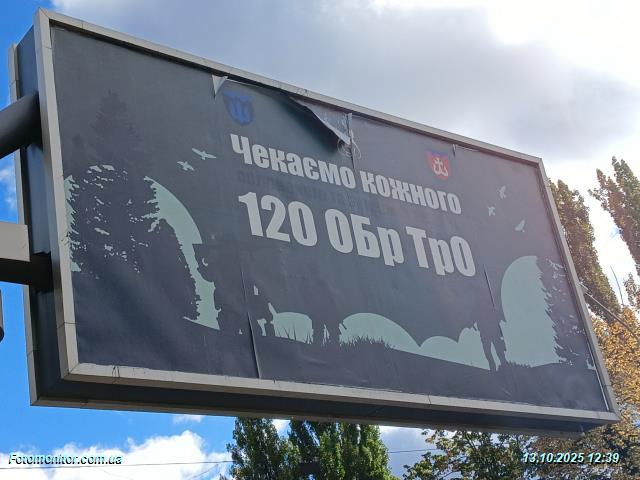 Чекаємо кожного
120 ОБр ТрО
Fotomonitor.com.ua
13.10.2025 12:39